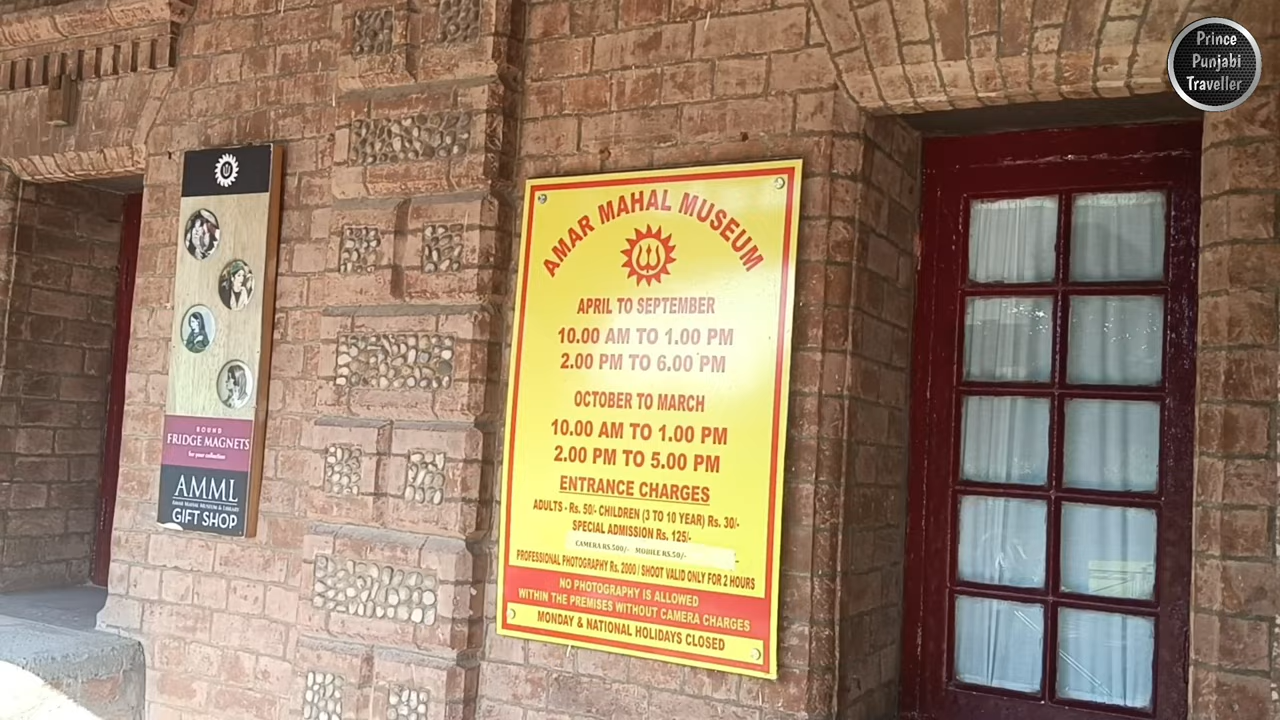 Prince
Punjabi
Traveller
ROUND
FRIDGE MAGNETS
for your collection
AMML
AMAR MAHAL MUSEUM & LIBRARY
GIFT SHOP
AMAR MAHAL MUSEUM
APRIL TO SEPTEMBER
10.00 AM TO 1.00 PM
2.00 PM TO 6.00 PM
OCTOBER TO MARCH
10.00 AM TO 1.00 PM
2.00 PM TO 5.00 PM
ENTRANCE CHARGES
ADULTS - Rs. 50/- CHILDREN (3 TO 10 YEAR) Rs. 30/-
SPECIAL ADMISSION Rs. 125/-
CAMERA RS 500/- MOBILE RS.50/-
PROFESSIONAL PHOTOGRAPHY Rs. 2000 / SHOOT VALID ONLY FOR 2 HOURS
NO PHOTOGRAPHY IS ALLOWED
WITHIN THE PREMISES WITHOUT CAMERA CHARGES
MONDAY & NATIONAL HOLIDAYS CLOSED